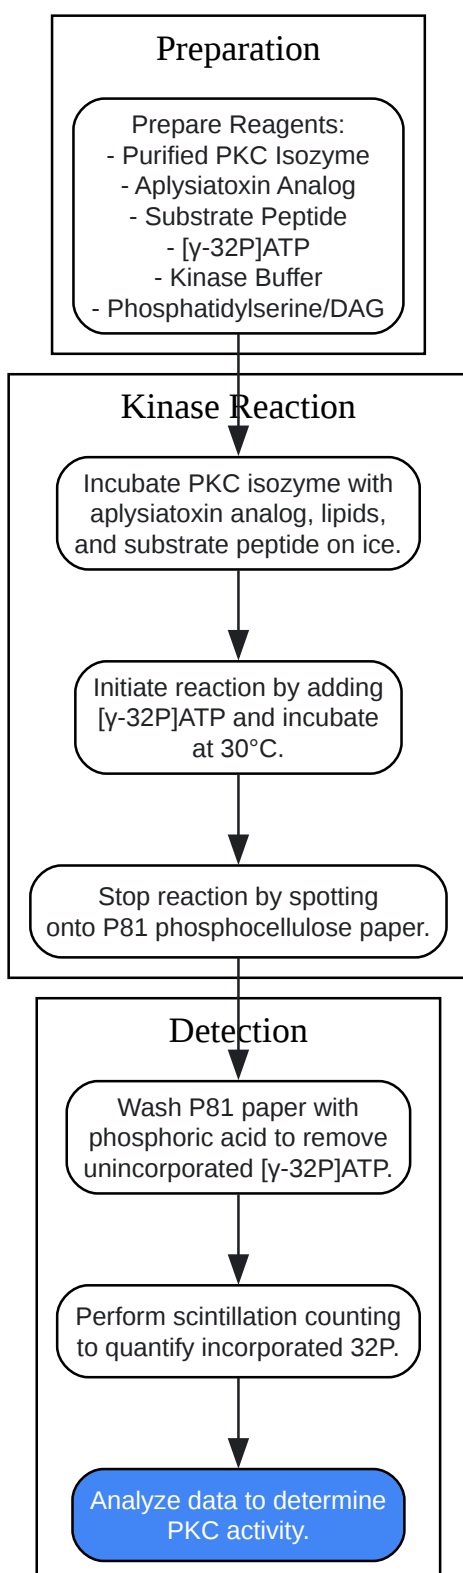 Preparation
Prepare Reagents:
- Purified PKC Isozyme
- Aplysiatoxin Analog
- Substrate Peptide
- [γ-32P]ATP
- Kinase Buffer
- Phosphatidylserine/DAG
Kinase Reaction
Incubate PKC isozyme with
aplysiatoxin analog, lipids,
and substrate peptide on ice.
Initiate reaction by adding
[γ-32P]ATP and incubate
at 30°C.
Stop reaction by spotting
onto P81 phosphocellulose paper.
Detection
Wash P81 paper with
phosphoric acid to remove
unincorporated [γ-32P]ATP.
Perform scintillation counting
to quantify incorporated 32P.
Analyze data to determine
PKC activity.